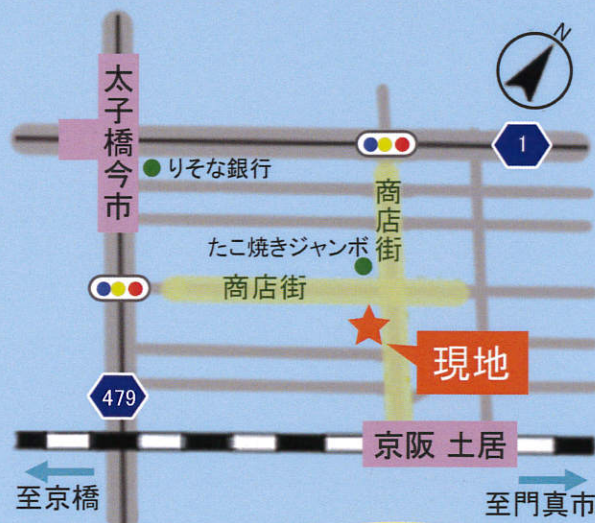 N
太子橋今市
1
りそな銀行
商店街
たこ焼きジャンボ
商店街
現地
479
京阪 土居
至京橋
至門真市